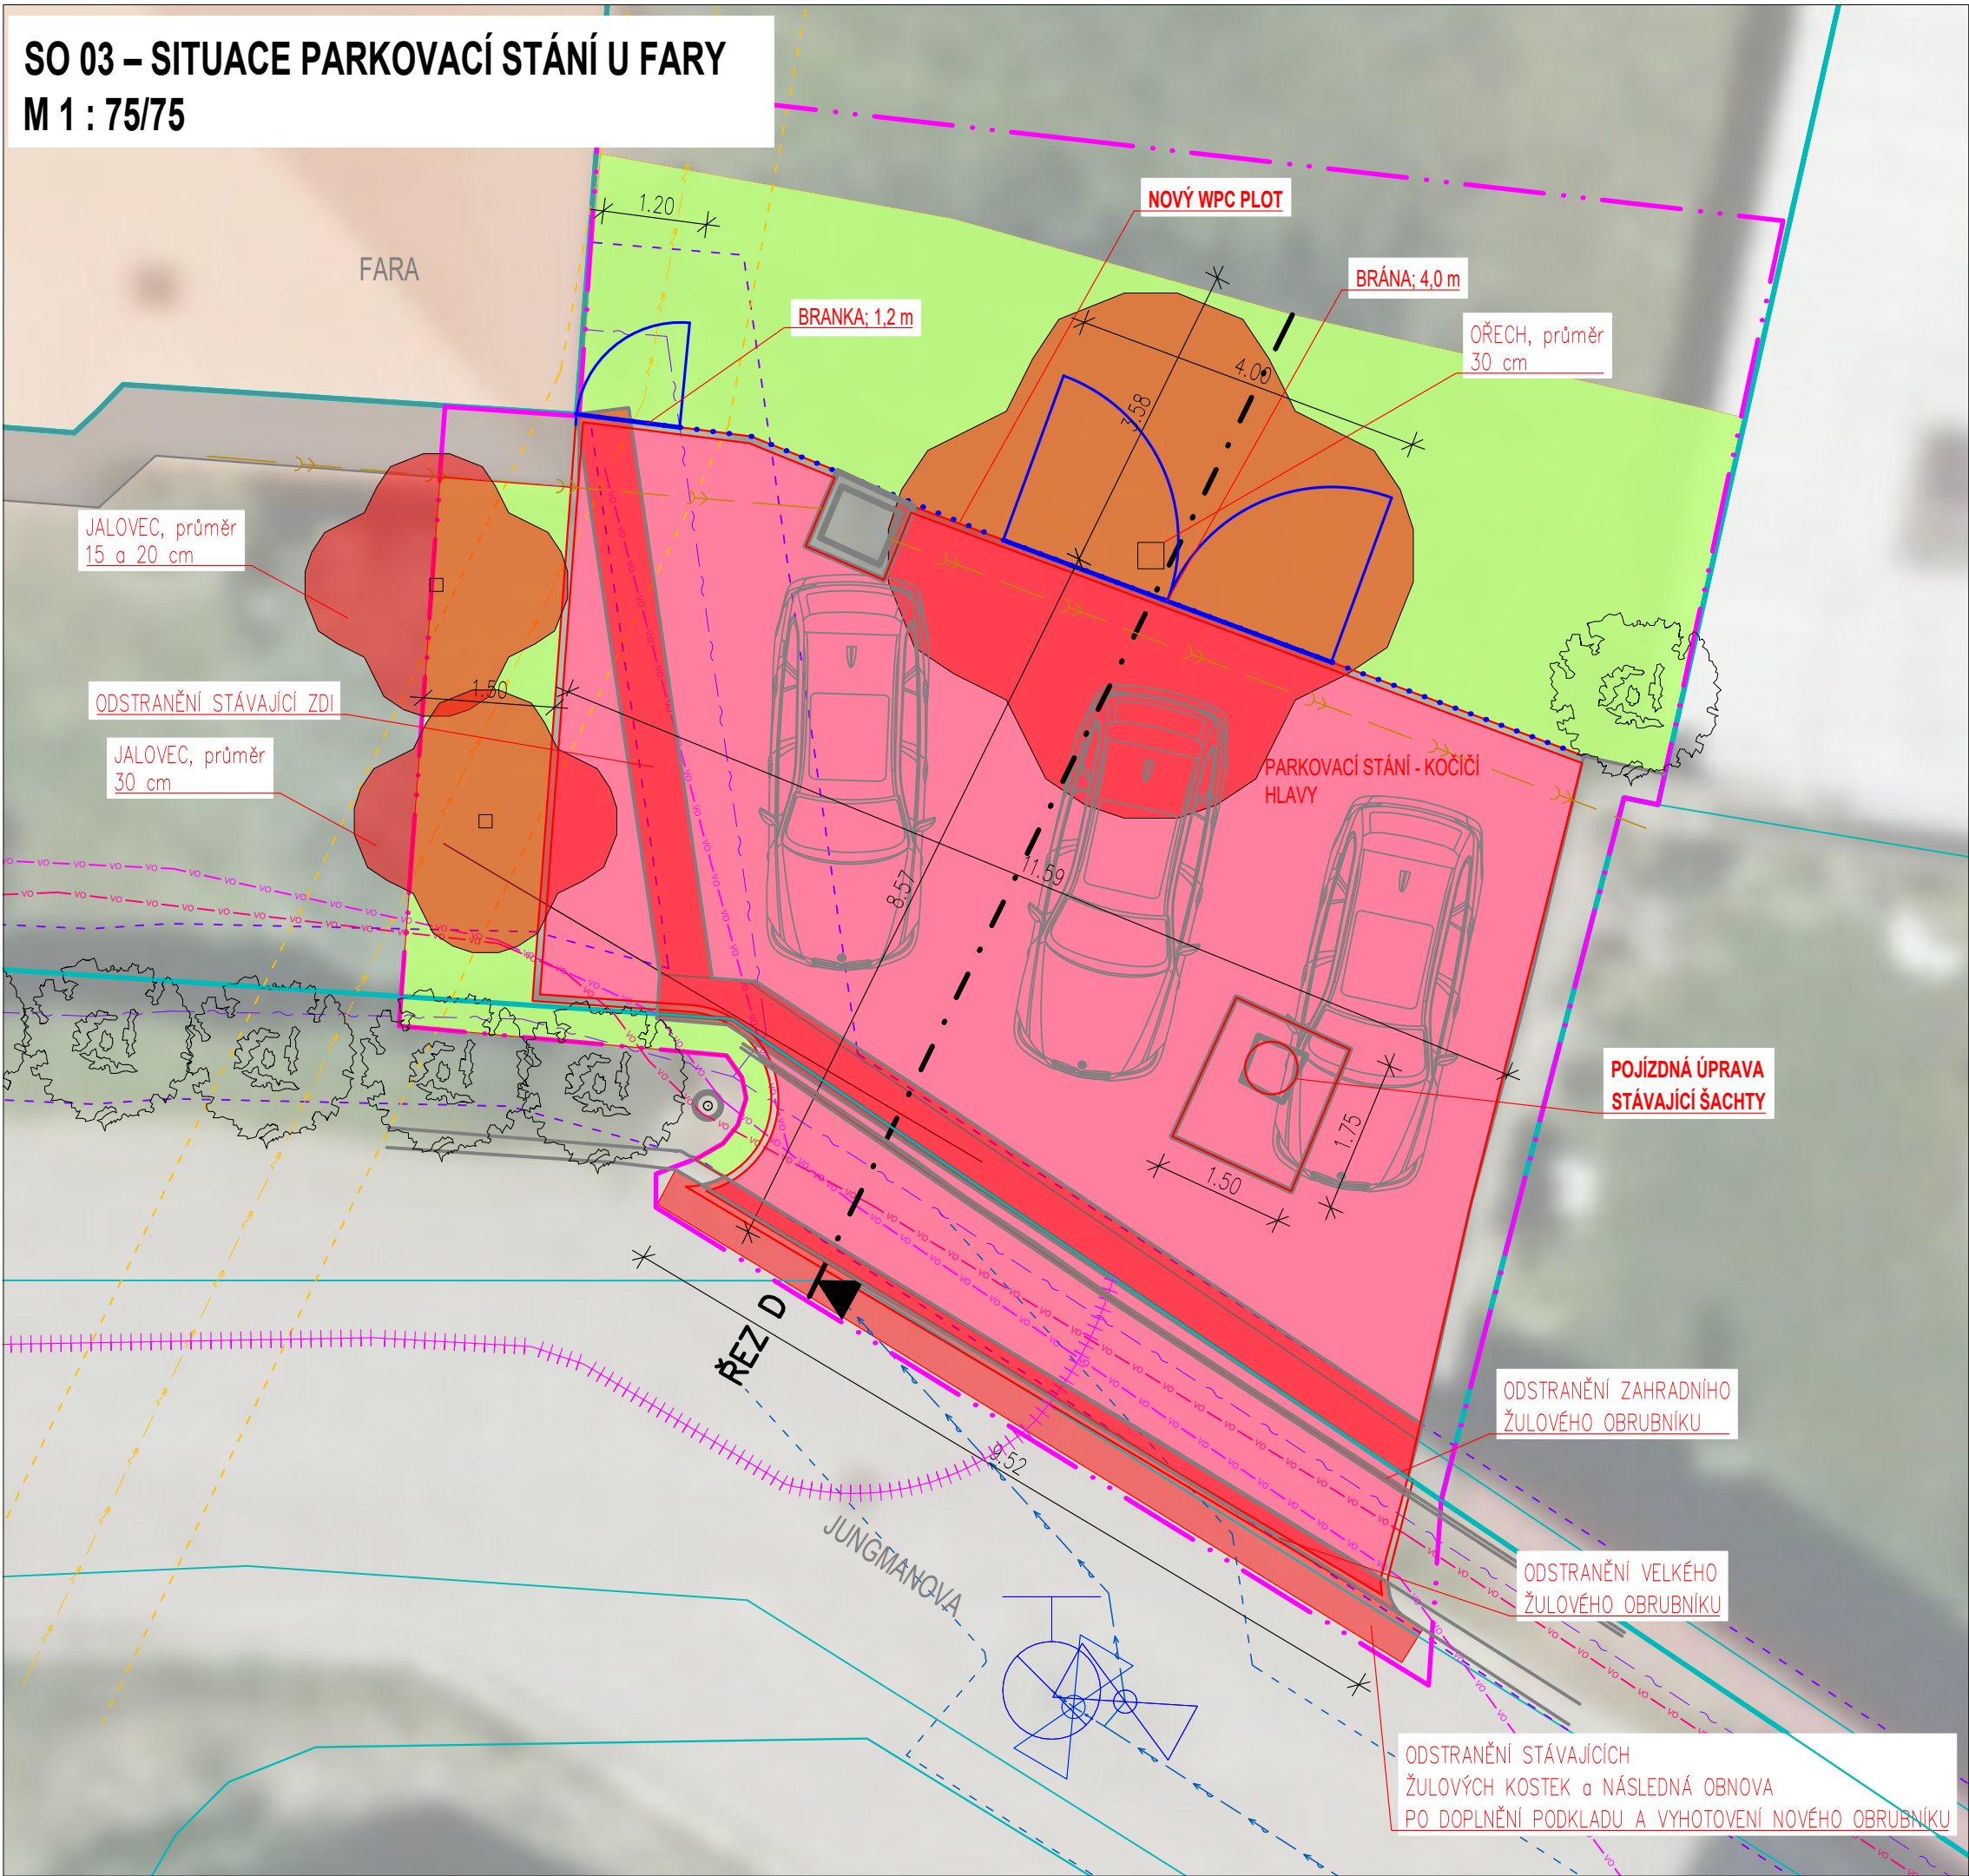 SO 03 – SITUACE PARKOVACÍ STÁNÍ U FARY
M 1 : 75/75
1.20
NOVÝ WPC PLOT
FARA
BRÁNA; 4,0 m
BRANKA; 1,2 m
OŘECH, průměr
30 cm
4.00
3.58
JALOVEC, průměr
15 a 20 cm
1.50
ODSTRANĚNÍ STÁVAJÍCÍ ZDI
JALOVEC, průměr
30 cm
PARKOVACÍ STÁNÍ - KOČIČÍ
HLAVY
11.59
8.57
POJÍZDNÁ ÚPRAVA
STÁVAJÍCÍ ŠACHTY
1.75
1.50
ŘEZ D
ODSTRANĚNÍ ZAHRADNÍHO
ŽULOVÉHO OBRUBNÍKU
9.52
JUNGMANOVA
ODSTRANĚNÍ VELKÉHO
ŽULOVÉHO OBRUBNÍKU
ODSTRANĚNÍ STÁVAJÍCÍCH
ŽULOVÝCH KOSTEK a NÁSLEDNÁ OBNOVA
PO DOPLNĚNÍ PODKLADU A VYHOTOVENÍ NOVÉHO OBRUBNÍKU